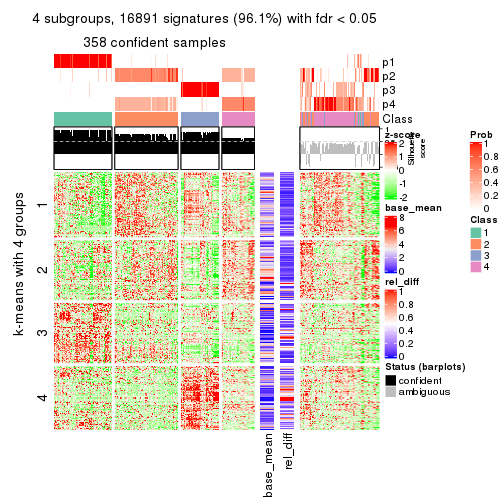 4 subgroups, 16891 signatures (96.1%) with fdr < 0.05
358 confident samples
p1
p2
p3
p4
Class
1
Silhouette
score
k-means with 4 groups
1
2
3
4
base_mean
rel_diff
z-score
2
1
0
-1
-2
base_mean
8
6
4
2
0
rel_diff
1
0.8
0.6
0.4
0.2
0
Status (barplots)
confident
ambiguous
Prob
1
0.8
0.6
0.4
0.2
0
Class
1
2
3
4